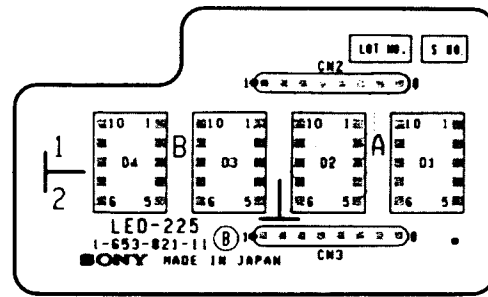 LOT NO. S NO.
CN2
1 8
10 1 10 1 10 1 10 1
1 B A
D4 D3 D2 D1
2
6 5 6 5 6 5 6 5
LED-225
1-653-821-11 B 1 8
SONY MADE IN JAPAN CN3